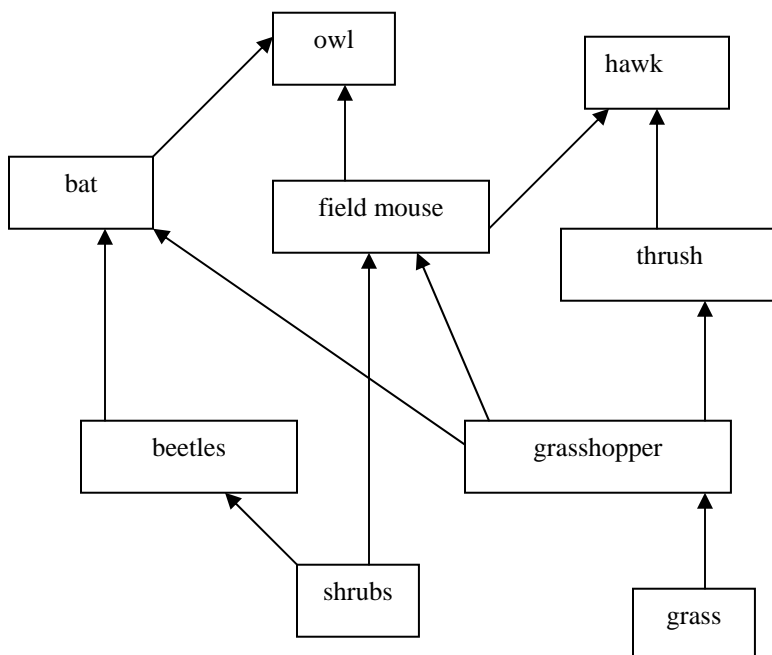 owl
hawk
bat
field mouse
thrush
beetles
grasshopper
shrubs
grass